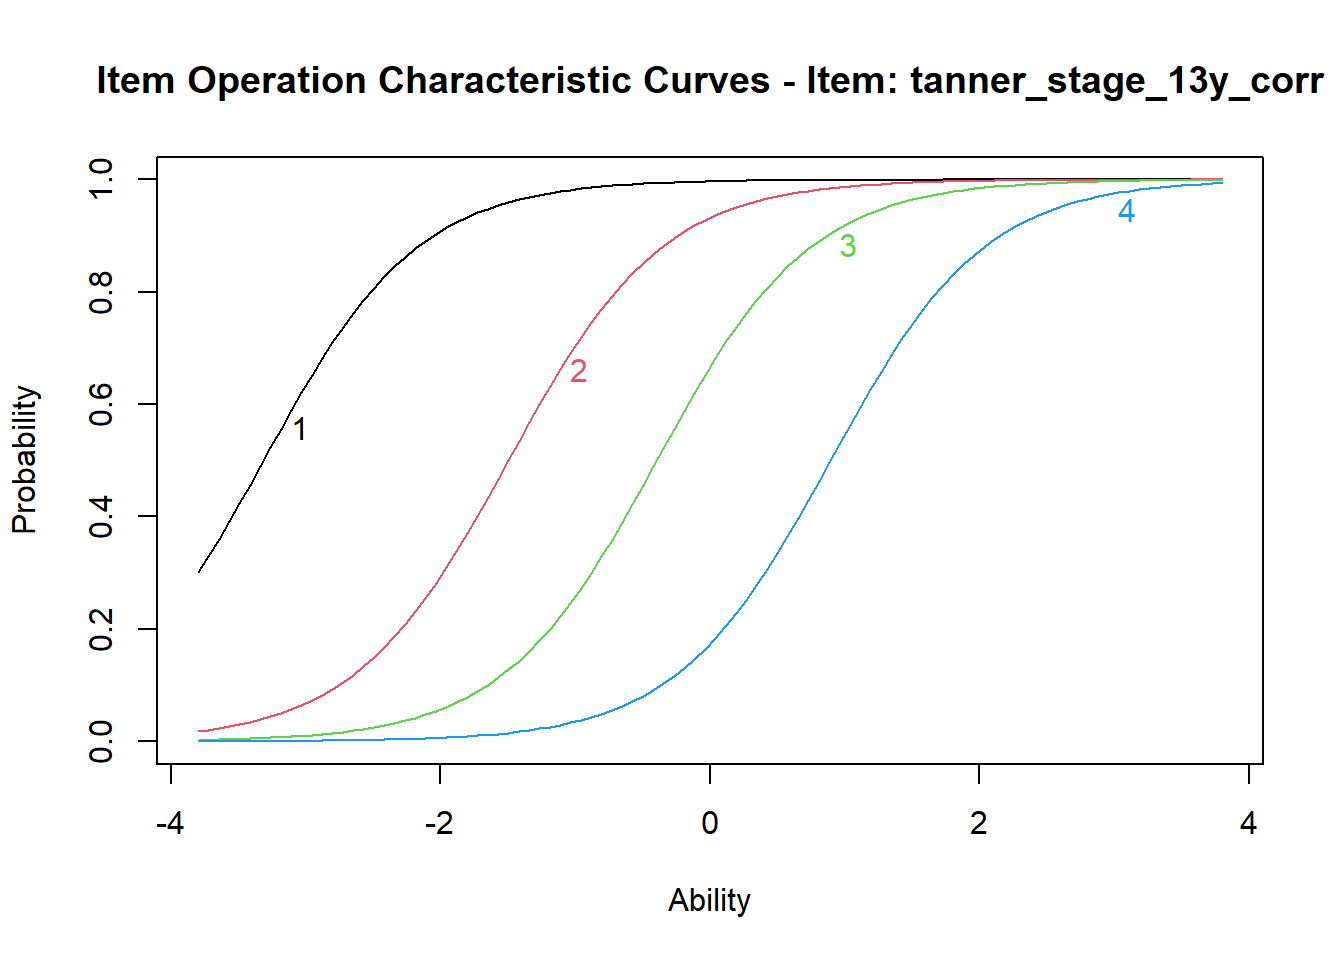 Item Operation Characteristic Curves - Item: tanner_stage_13y_corr
1.0
0.8
0.6
0.4
0.2
0.0
Probability
1
2
3
4
-4 -2 0 2 4
Ability